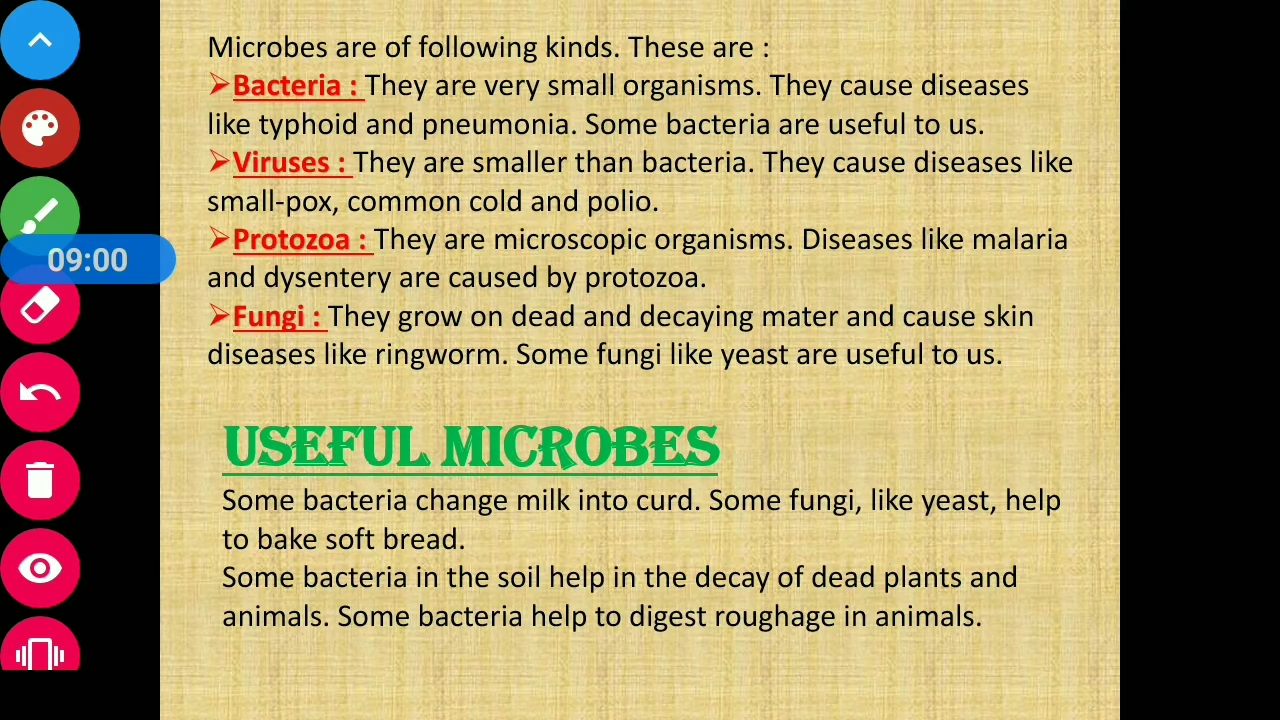 Microbes are of following kinds. These are :
➢Bacteria : They are very small organisms. They cause diseases
like typhoid and pneumonia. Some bacteria are useful to us.
➢Viruses : They are smaller than bacteria. They cause diseases like
small-pox, common cold and polio.
➢Protozoa : They are microscopic organisms. Diseases like malaria
and dysentery are caused by protozoa.
➢Fungi : They grow on dead and decaying mater and cause skin
diseases like ringworm. Some fungi like yeast are useful to us.
09:00
USEFUL MICROBES
Some bacteria change milk into curd. Some fungi, like yeast, help
to bake soft bread.
Some bacteria in the soil help in the decay of dead plants and
animals. Some bacteria help to digest roughage in animals.